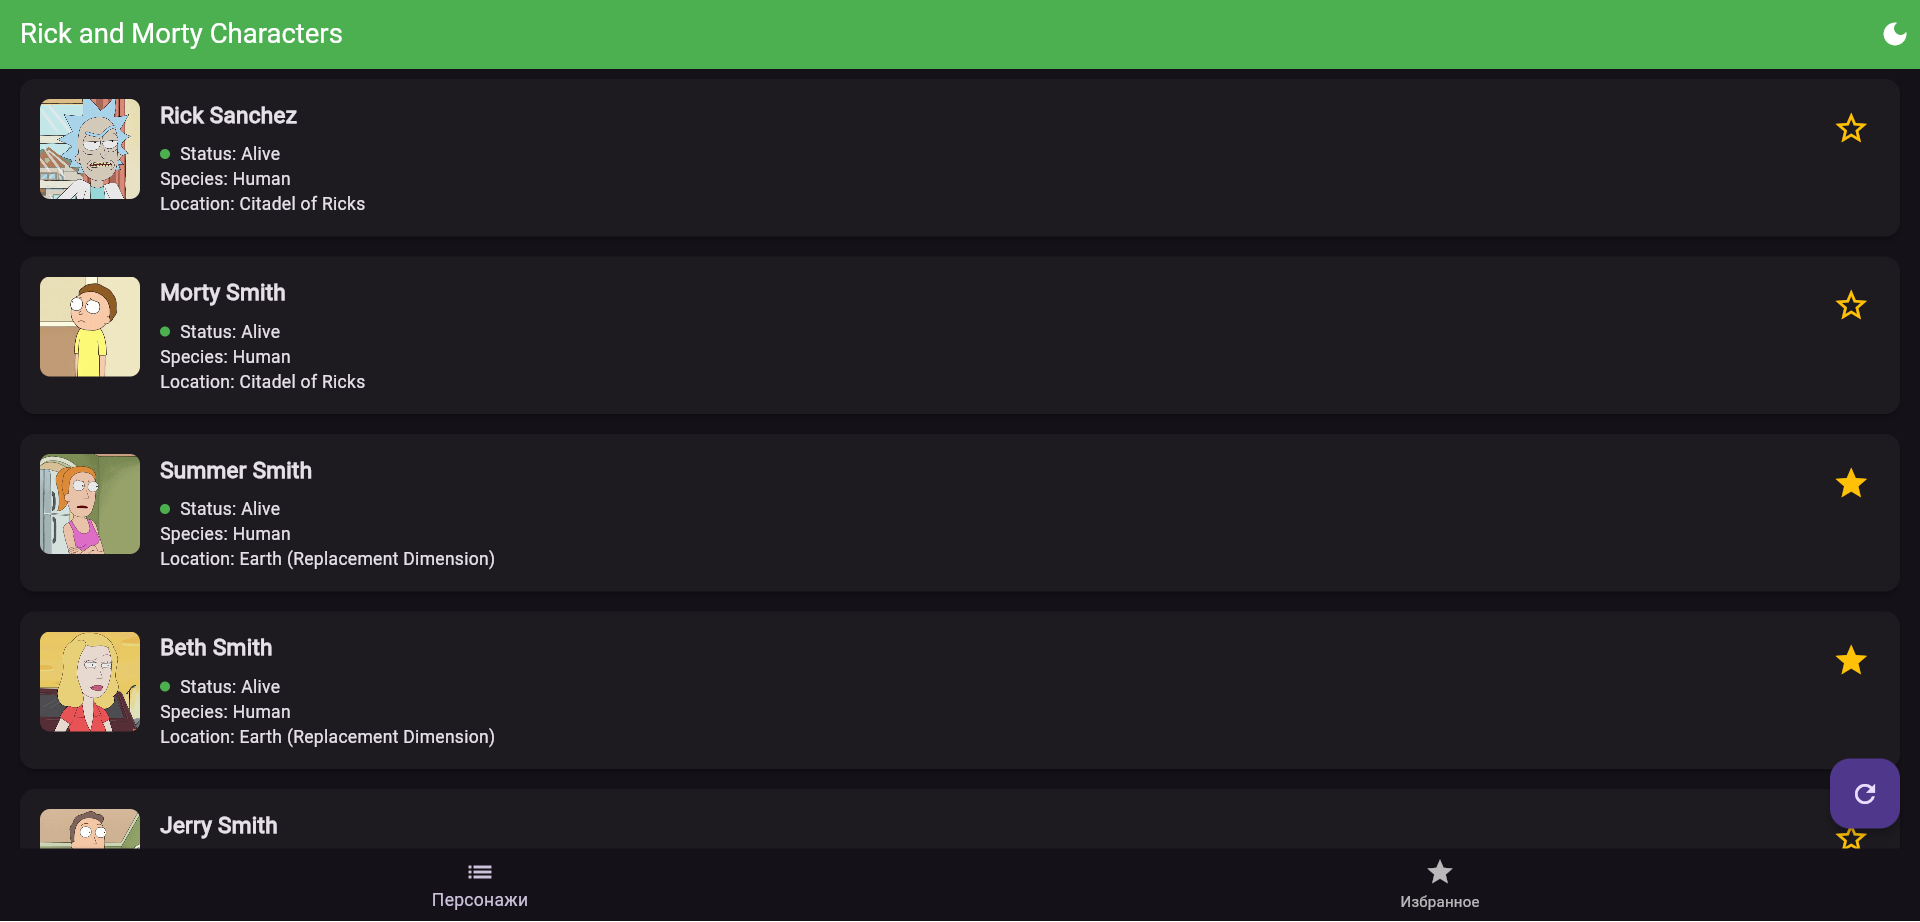 Rick and Morty Characters
Rick Sanchez
Status: Alive
Species: Human
Location: Citadel of Ricks
Morty Smith
Status: Alive
Species: Human
Location: Citadel of Ricks
Summer Smith
Status: Alive
Species: Human
Location: Earth (Replacement Dimension)
Beth Smith
Status: Alive
Species: Human
Location: Earth (Replacement Dimension)
Jerry Smith
Персонажи
Избранное